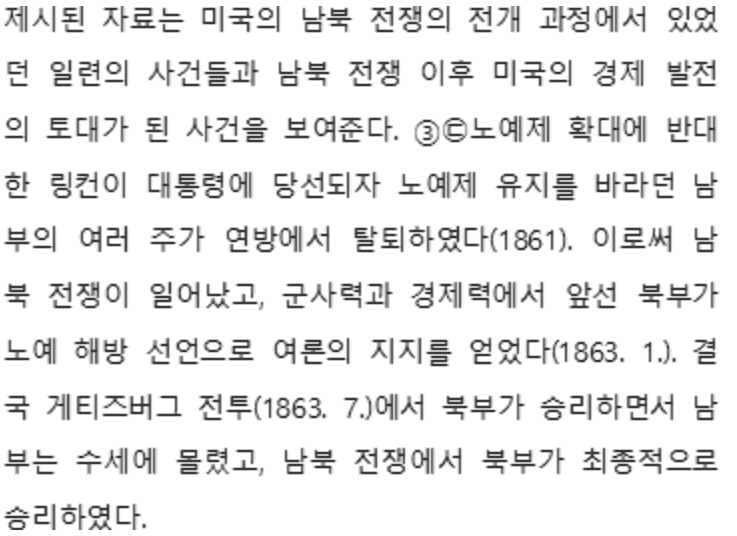 제시된 자료는 미국의 남북 전쟁의 전개 과정에서 있었
던 일련의 사건들과 남북 전쟁 이후 미국의 경제 발전
의 토대가 된 사건을 보여준다. ③㉢노예제 확대에 반대
한 링컨이 대통령에 당선되자 노예제 유지를 바라던 남
부의 여러 주가 연방에서 탈퇴하였다(1861). 이로써 남
북 전쟁이 일어났고, 군사력과 경제력에서 앞선 북부가
노예 해방 선언으로 여론의 지지를 얻었다(1863. 1.). 결
국 게티즈버그 전투(1863. 7.)에서 북부가 승리하면서 남
부는 수세에 몰렸고, 남북 전쟁에서 북부가 최종적으로
승리하였다.